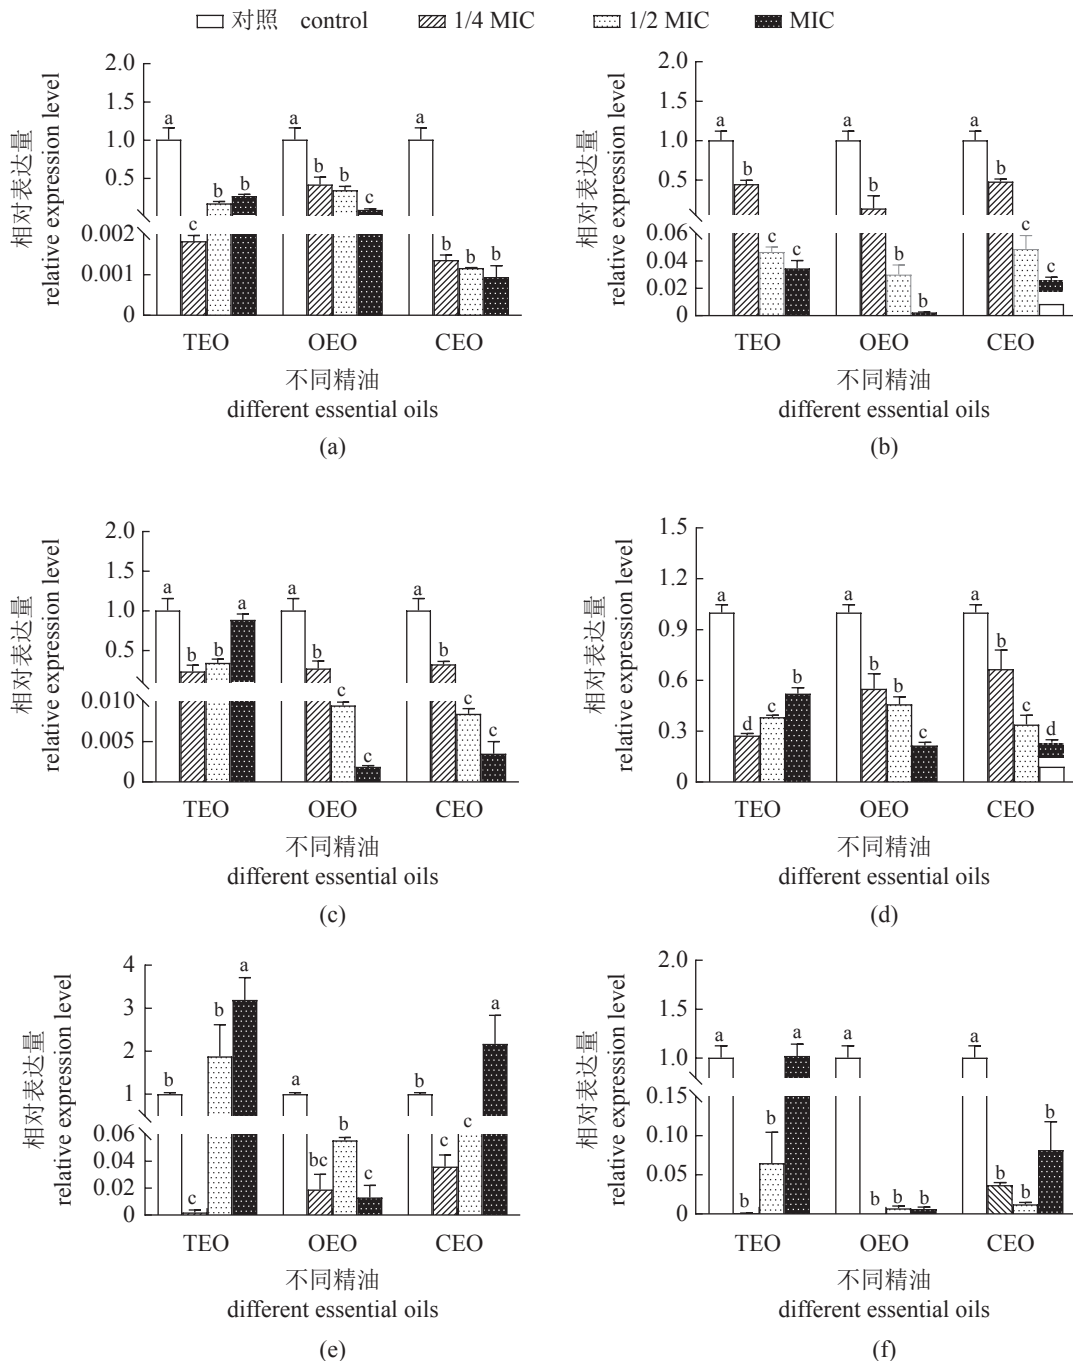 对照 control 1/4 MIC 1/2 MIC MIC
相对表达量
relative expression level
2.0
1.5
1.0
0.5
0.002
0.001
0
a
c
b
b
a
b
b
c
a
b
b
b
TEO OEO CEO
不同精油
different essential oils
(a)
相对表达量
relative expression level
2.0
1.5
1.0
0.5
0.06
0.04
0.02
0
a
b
c
c
a
b
b
b
a
b
c
c
TEO OEO CEO
不同精油
different essential oils
(b)
相对表达量
relative expression level
2.0
1.5
1.0
0.5
0.010
0.005
0
a
b
b
a
a
b
c
c
a
b
c
c
TEO OEO CEO
不同精油
different essential oils
(c)
相对表达量
relative expression level
1.5
1.2
1.0
0.6
0.3
0
a
d
c
b
a
b
b
c
a
b
c
d
TEO OEO CEO
不同精油
different essential oils
(d)
相对表达量
relative expression level
4
3
2
1
0.06
0.04
0.02
0
b
c
b
a
a
bc
b
c
b
c
c
a
TEO OEO CEO
不同精油
different essential oils
(e)
相对表达量
relative expression level
2.0
1.5
1.0
0.15
0.10
0.05
0
a
b
b
a
a
b
b
b
a
b
b
b
TEO OEO CEO
不同精油
different essential oils
(f)